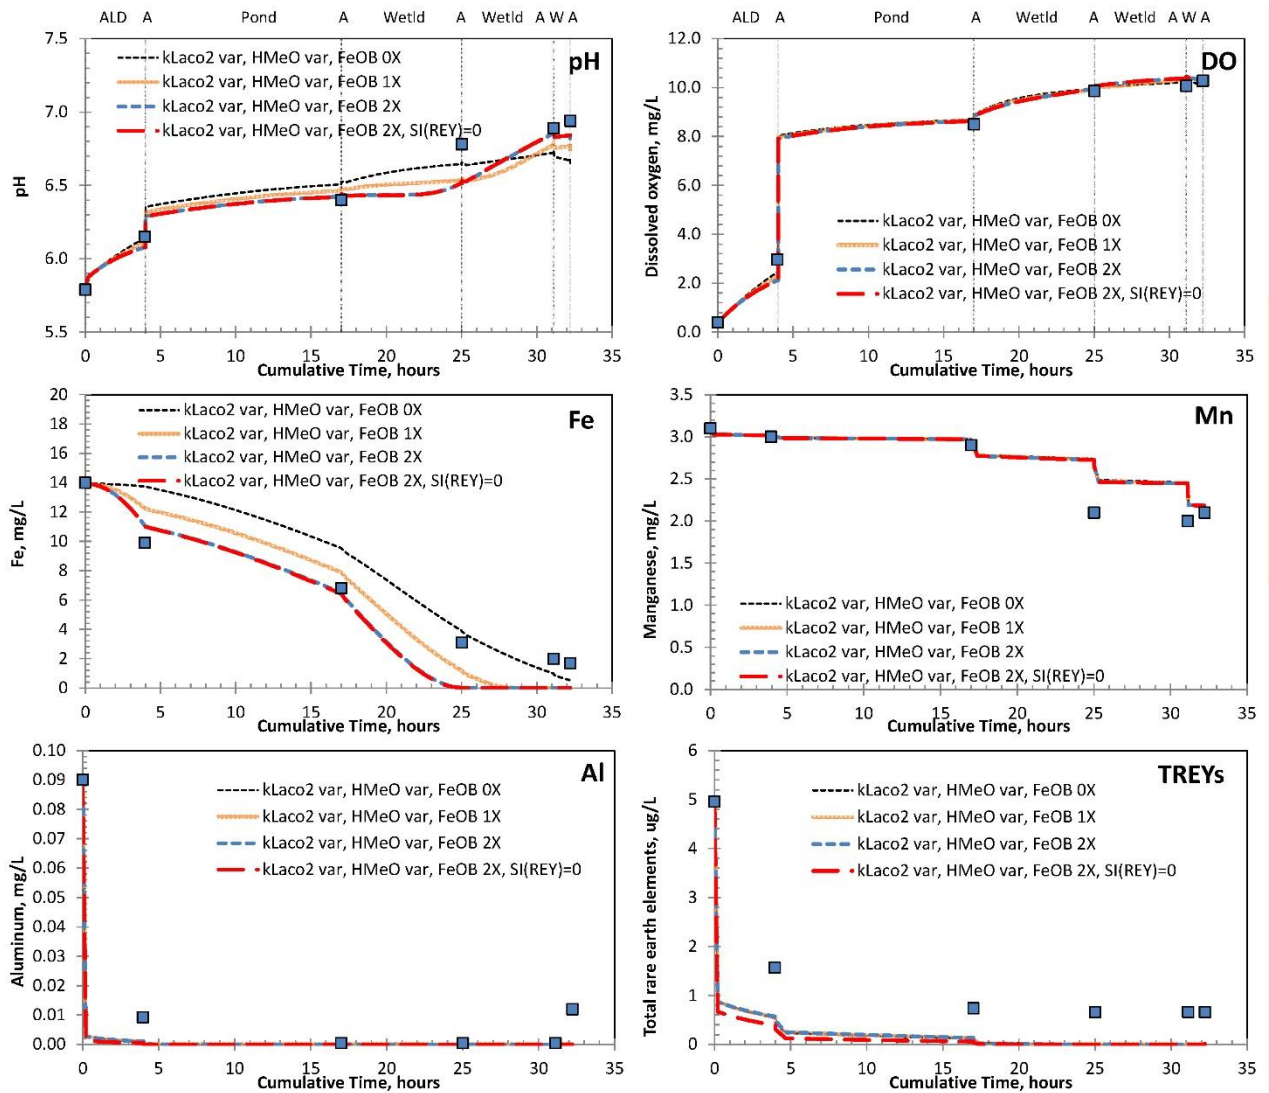 ALD A Pond A Wetld A Wetld A W A
ALD A Pond A Wetld A Wetld A W A
7.5
7.0
6.5
6.0
5.5
pH
kLaco2 var, HMeO var, FeOB 0X
kLaco2 var, HMeO var, FeOB 1X
kLaco2 var, HMeO var, FeOB 2X
kLaco2 var, HMeO var, FeOB 2X, SI(REY)=0
pH
0 5 10 15 20 25 30 35
Cumulative Time, hours
12.0
10.0
8.0
6.0
4.0
2.0
0.0
Dissolved oxygen, mg/L
DO
kLaco2 var, HMeO var, FeOB 0X
kLaco2 var, HMeO var, FeOB 1X
kLaco2 var, HMeO var, FeOB 2X
kLaco2 var, HMeO var, FeOB 2X, SI(REY)=0
0 5 10 15 20 25 30 35
Cumulative Time, hours
20
18
16
14
12
10
8
6
4
2
0
Fe, mg/L
kLaco2 var, HMeO var, FeOB 0X
kLaco2 var, HMeO var, FeOB 1X
kLaco2 var, HMeO var, FeOB 2X
kLaco2 var, HMeO var, FeOB 2X, SI(REY)=0
Fe
0 5 10 15 20 25 30 35
Cumulative Time, hours
3.5
3.0
2.5
2.0
1.5
1.0
0.5
0.0
Manganese, mg/L
Mn
kLaco2 var, HMeO var, FeOB 0X
kLaco2 var, HMeO var, FeOB 1X
kLaco2 var, HMeO var, FeOB 2X
kLaco2 var, HMeO var, FeOB 2X, SI(REY)=0
0 5 10 15 20 25 30 35
Cumulative Time, hours
0.10
0.09
0.08
0.07
0.06
0.05
0.04
0.03
0.02
0.01
0.00
Aluminum, mg/L
Al
kLaco2 var, HMeO var, FeOB 0X
kLaco2 var, HMeO var, FeOB 1X
kLaco2 var, HMeO var, FeOB 2X
kLaco2 var, HMeO var, FeOB 2X, SI(REY)=0
0 5 10 15 20 25 30 35
Cumulative Time, hours
6
5
4
3
2
1
0
Total rare earth elements, ug/L
TREYs
kLaco2 var, HMeO var, FeOB 0X
kLaco2 var, HMeO var, FeOB 1X
kLaco2 var, HMeO var, FeOB 2X
kLaco2 var, HMeO var, FeOB 2X, SI(REY)=0
0 5 10 15 20 25 30 35
Cumulative Time, hours